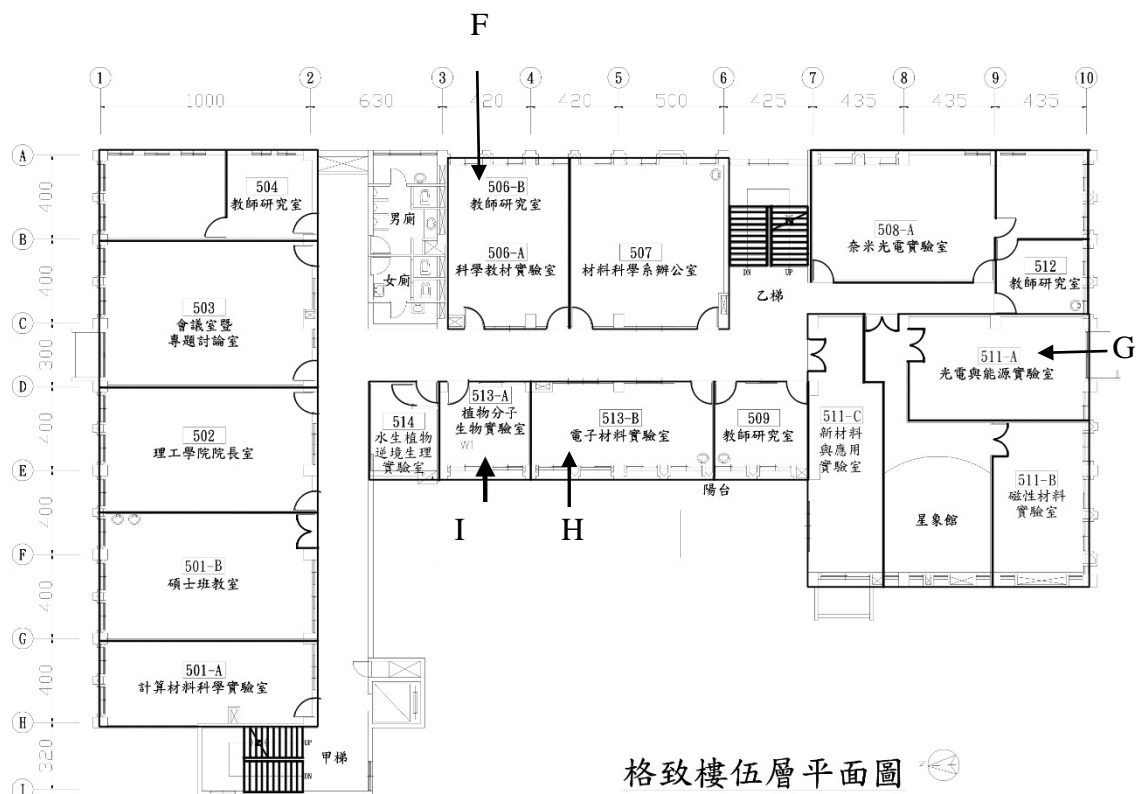 F
1 2 3 4 5 6 7 8 9 10
1000 630 420 420 500 425 435 435 435
A
400
B
400
C
300
D
400
E
400
F
400
G
400
H
320
I
504
教師研究室
503
會議室暨
專題討論室
502
理工學院院長室
501-B
碩士班教室
501-A
計算材料科學實驗室
UP
DN
甲梯
男廁
女廁
506-B
教師研究室
506-A
科學教材實驗室
507
材料科學系辦公室
DN UP
乙梯
508-A
奈米光電實驗室
512
教師研究室
511-A
光電與能源實驗室
G
514
水生植物
逆境生理
實驗室
513-A
植物分子
生物實驗室
W1
513-B
電子材料實驗室
509
教師研究室
陽台
511-C
新材料
與應用
實驗室
星象館
511-B
磁性材料
實驗室
I
H
格致樓伍層平面圖